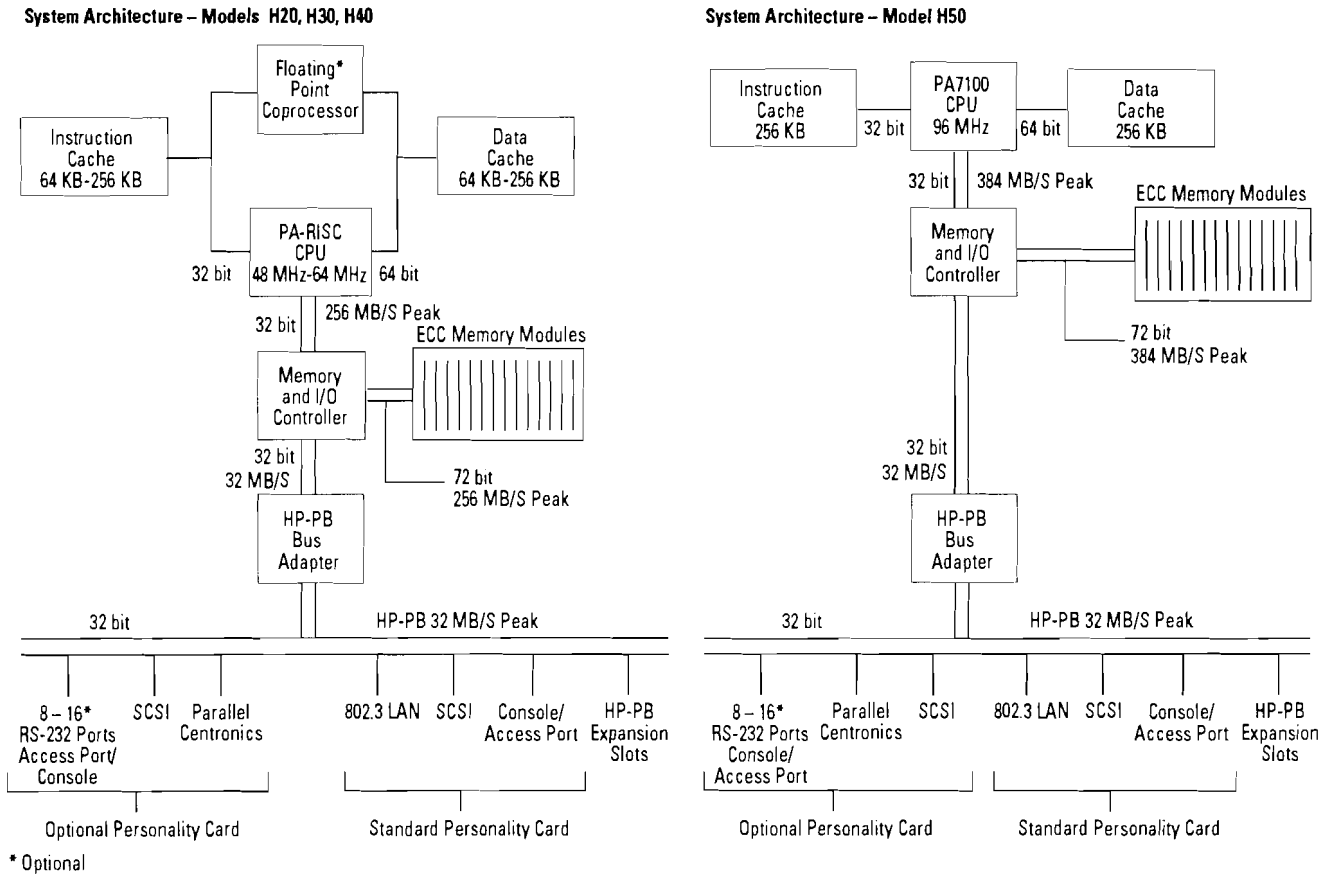 System Architecture – Models H20, H30, H40
Floating*
Point
Coprocessor
Instruction
Cache
64 KB-256 KB
Data
Cache
64 KB-256 KB
PA-RISC
CPU
48 MHz-64 MHz
32 bit
64 bit
256 MB/S Peak
32 bit
ECC Memory Modules
Memory
and I/O
Controller
32 bit
32 MB/S
72 bit
256 MB/S Peak
HP-PB
Bus
Adapter
32 bit
HP-PB 32 MB/S Peak
8 – 16*
RS-232 Ports
Access Port/
Console
SCSI
Parallel
Centronics
802.3 LAN
SCSI
Console/
Access Port
HP-PB
Expansion
Slots
Optional Personality Card
Standard Personality Card
* Optional
System Architecture – Model H50
Instruction
Cache
256 KB
32 bit
PA7100
CPU
96 MHz
64 bit
Data
Cache
256 KB
32 bit
384 MB/S Peak
ECC Memory Modules
Memory
and I/O
Controller
72 bit
384 MB/S Peak
32 bit
32 MB/S
HP-PB
Bus
Adapter
32 bit
HP-PB 32 MB/S Peak
8 – 16*
RS-232 Ports
Console/
Access Port
Parallel
Centronics
SCSI
802.3 LAN
SCSI
Console/
Access Port
HP-PB
Expansion
Slots
Optional Personality Card
Standard Personality Card